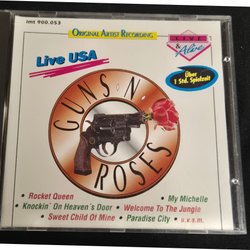 imt 900.053
ORIGINAL ARTIST RECORDING
LIVE
& Alive
Live USA
Über
1 Std. Spielzeit
GUNS N' ROSES
• Rocket Queen
• My Michelle
• Knockin' On Heaven's Door
• Welcome To The Jungle
• Sweet Child Of Mine
• Paradise City
• u.v.a.m.